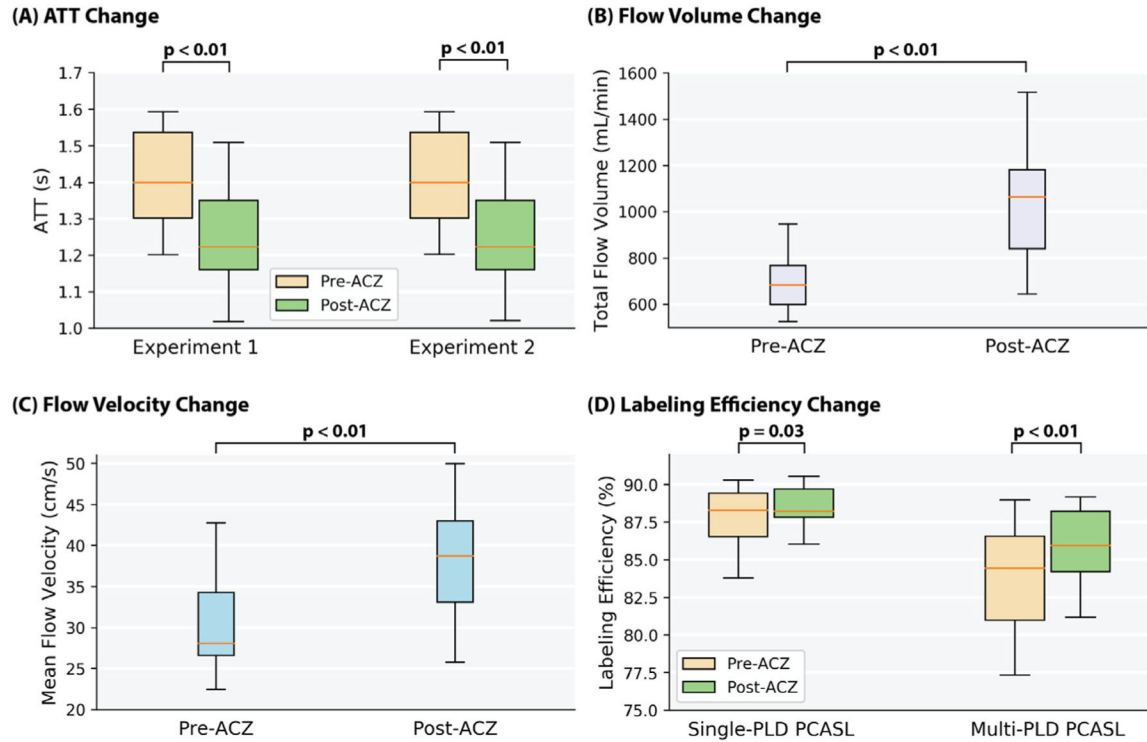 (A) ATT Change
p < 0.01
p < 0.01
1.7
1.6
1.5
1.4
1.3
1.2
1.1
1.0
ATT (s)
Pre-ACZ
Post-ACZ
Experiment 1
Experiment 2
(B) Flow Volume Change
p < 0.01
1600
1400
1200
1000
800
600
Total Flow Volume (mL/min)
Pre-ACZ
Post-ACZ
(C) Flow Velocity Change
p < 0.01
50
45
40
35
30
25
20
Mean Flow Velocity (cm/s)
Pre-ACZ
Post-ACZ
(D) Labeling Efficiency Change
p = 0.03
p < 0.01
90.0
87.5
85.0
82.5
80.0
77.5
75.0
Labeling Efficiency (%)
Pre-ACZ
Post-ACZ
Single-PLD PCASL
Multi-PLD PCASL